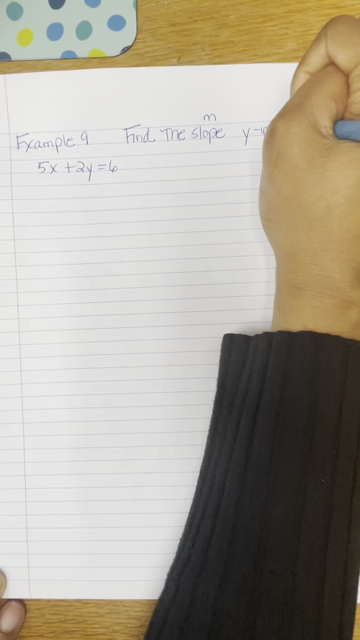 m
Example 9 Find the slope y-
5x + 2y = 6